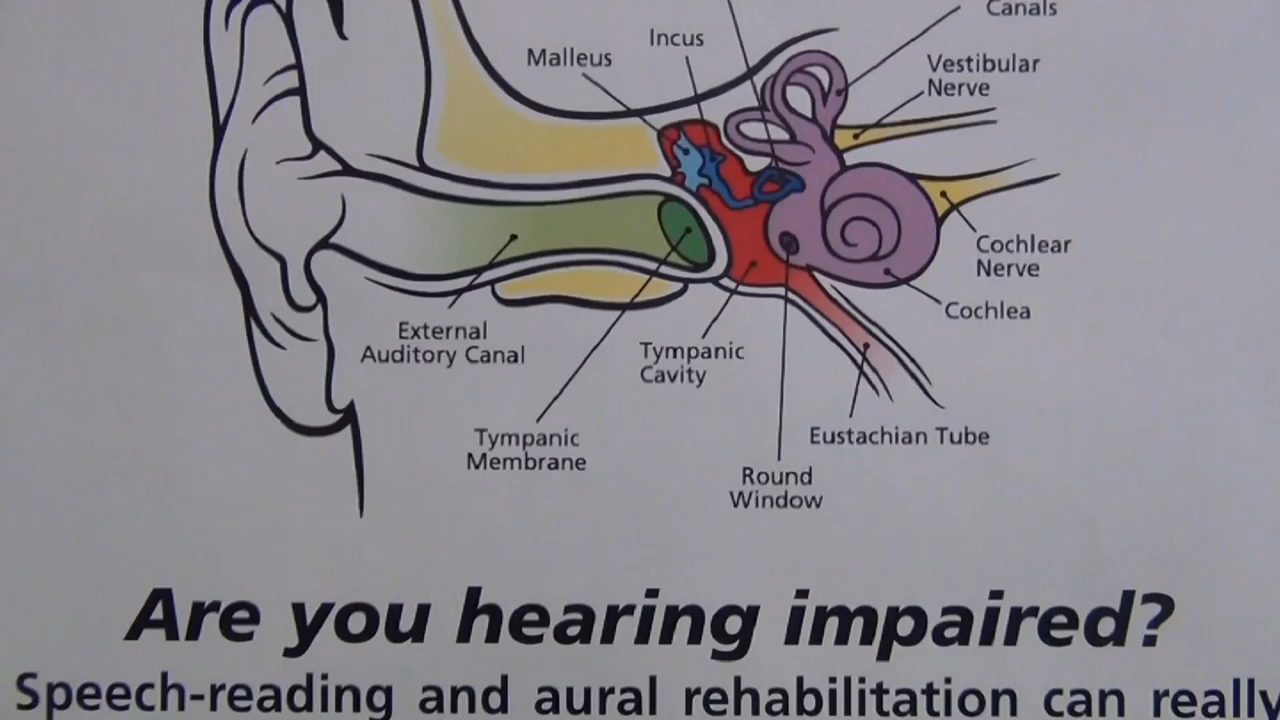 Canals
Incus
Malleus
Vestibular
Nerve
Cochlear
Nerve
Cochlea
External
Auditory Canal
Tympanic
Cavity
Eustachian Tube
Tympanic
Membrane
Round
Window
Are you hearing impaired?
Speech-reading and aural rehabilitation can really